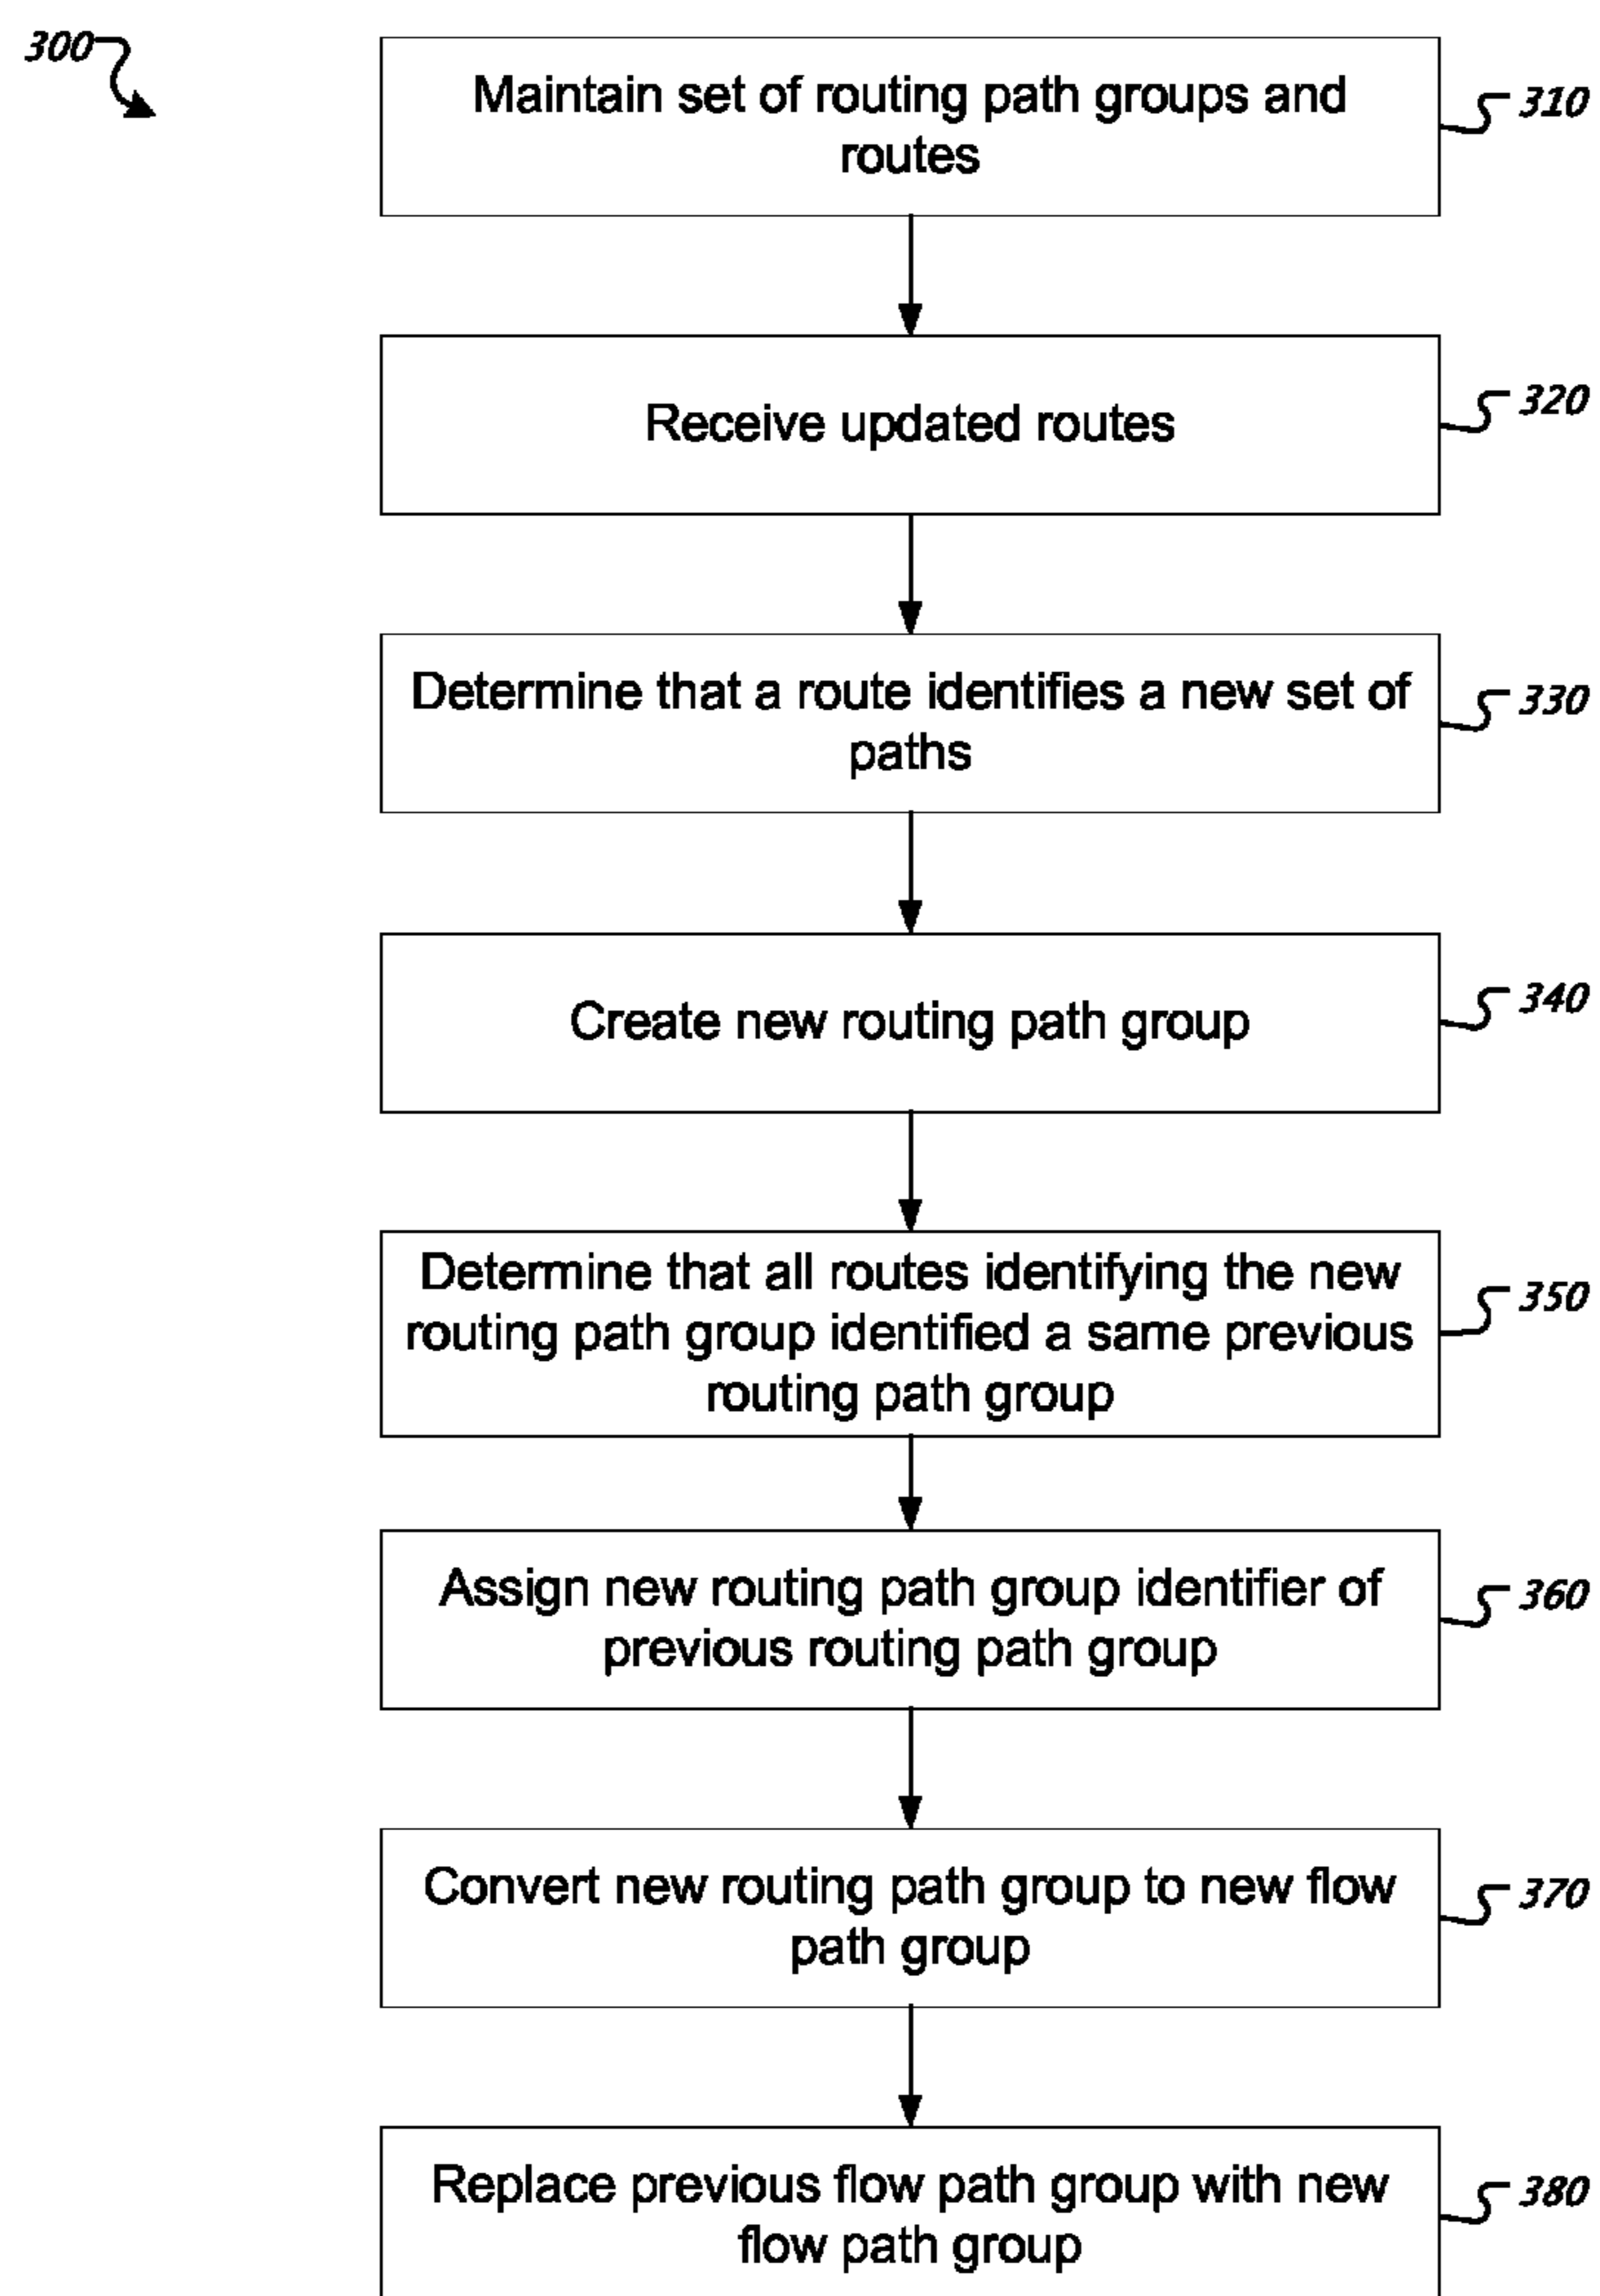 300
Maintain set of routing path groups and
routes
310
Receive updated routes
320
Determine that a route identifies a new set of
paths
330
Create new routing path group
340
Determine that all routes identifying the new
routing path group identified a same previous
routing path group
350
Assign new routing path group identifier of
previous routing path group
360
Convert new routing path group to new flow
path group
370
Replace previous flow path group with new
flow path group
380